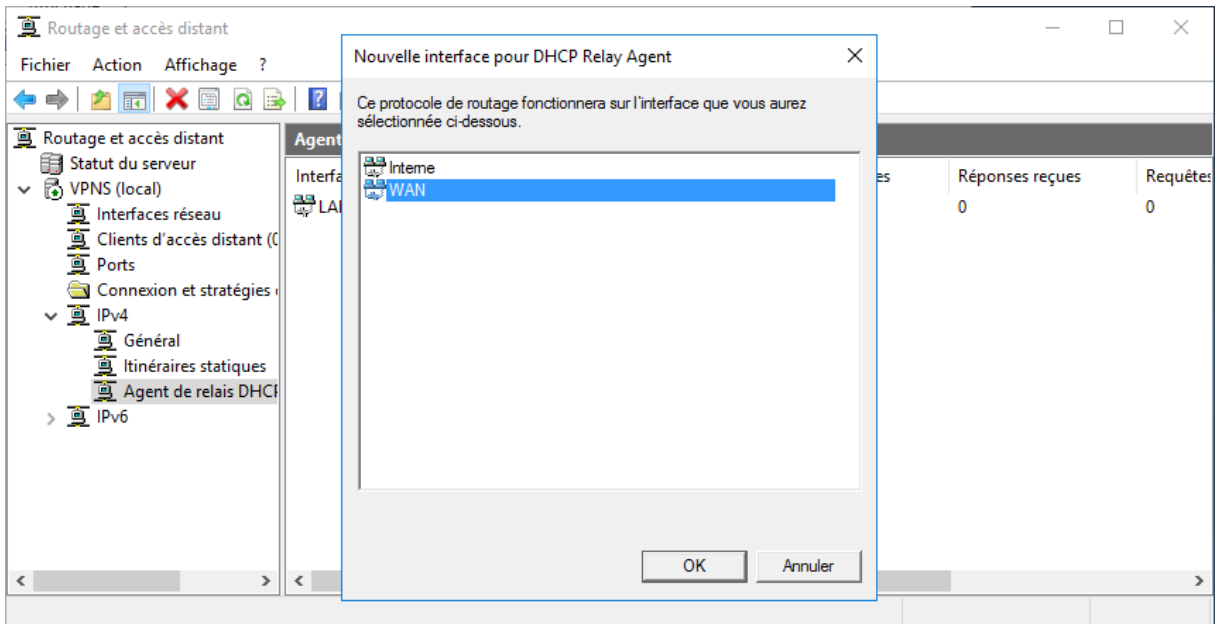 Routage et accès distant
Fichier Action Affichage ?
Nouvelle interface pour DHCP Relay Agent
Ce protocole de routage fonctionnera sur l'interface que vous aurez
sélectionnée ci-dessous.
Interne
WAN
OK Annuler
Routage et accès distant
Statut du serveur
VPNS (local)
Interfaces réseau
Clients d'accès distant (
Ports
Connexion et stratégies
IPv4
Général
Itinéraires statiques
Agent de relais DHCP
IPv6
Agent
Interfa es Réponses reçues Requêtes
LAN 0 0